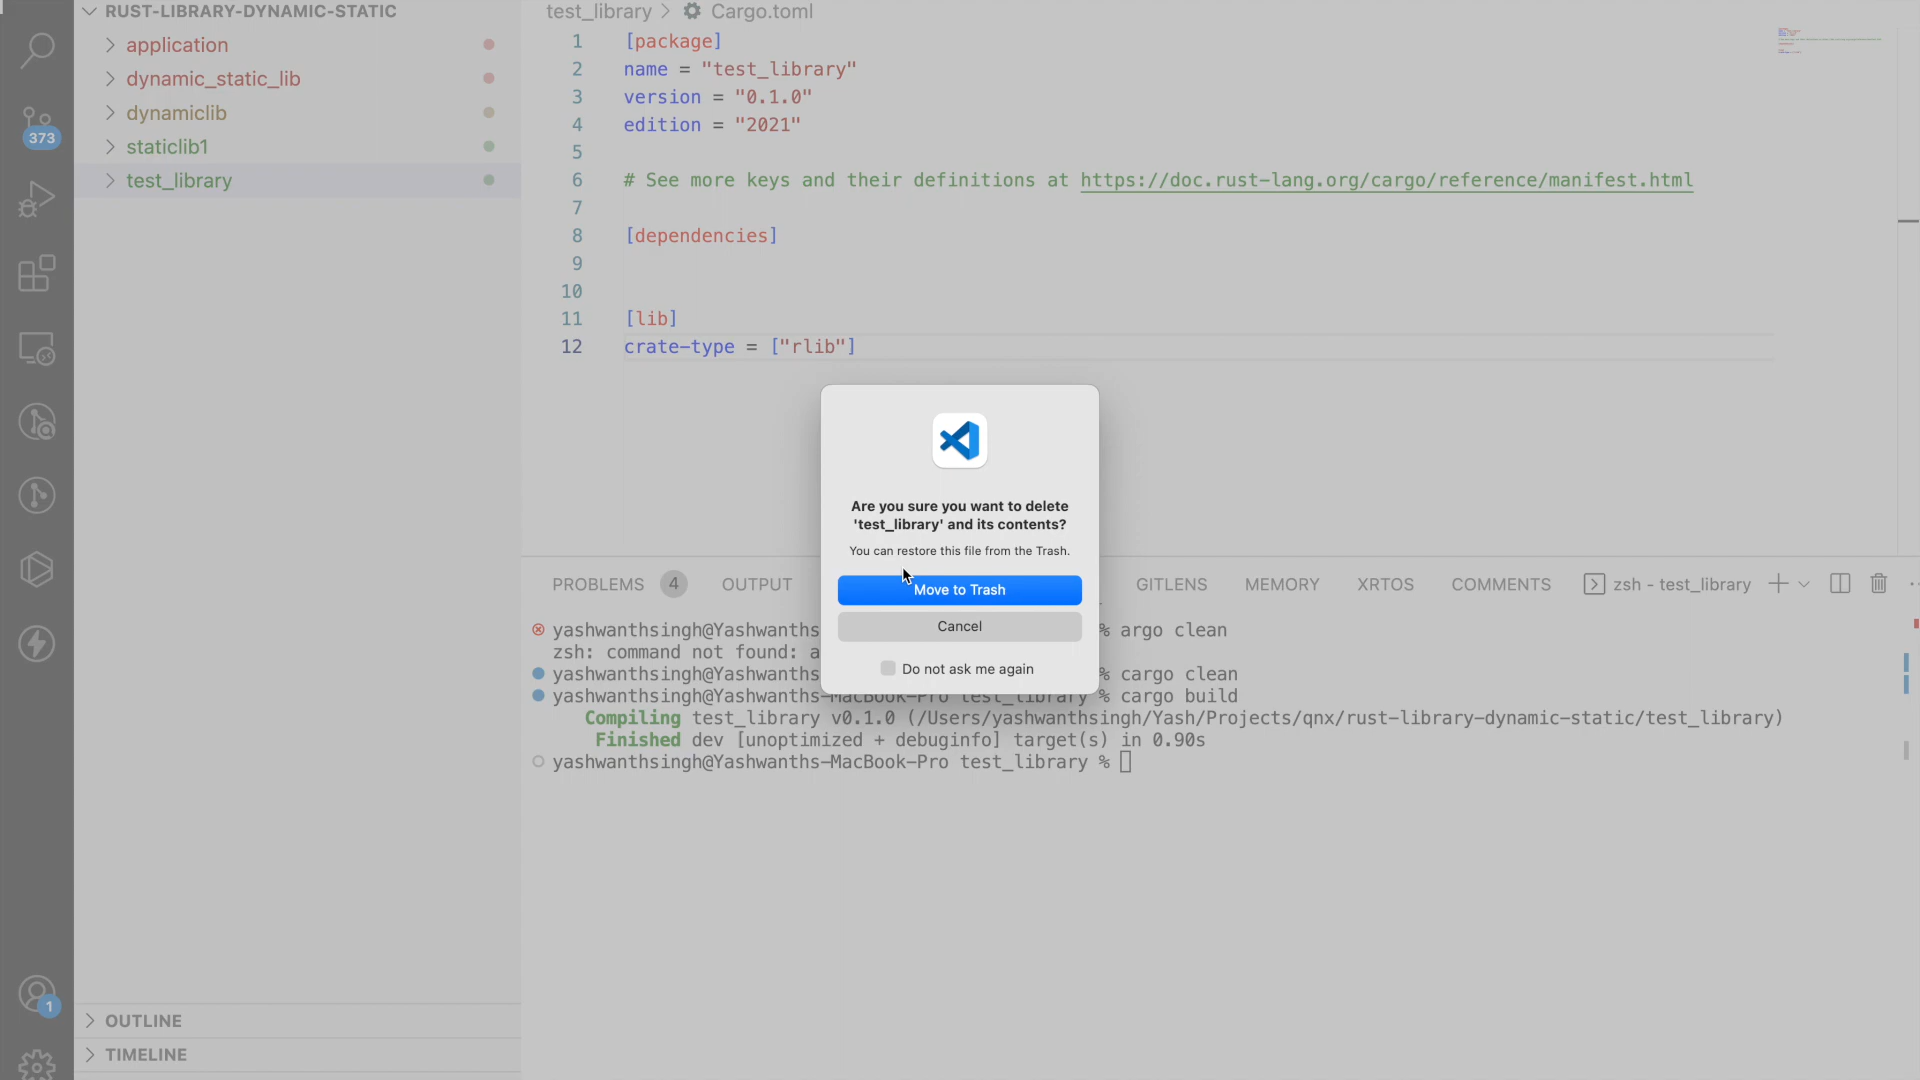 RUST-LIBRARY-DYNAMIC-STATIC
application
dynamic_static_lib
dynamiclib
staticlib1
test_library
373
1
OUTLINE
TIMELINE
test_library > Cargo.toml
1 [package]
2 name = "test_library"
3 version = "0.1.0"
4 edition = "2021"
5
6 # See more keys and their definitions at https://doc.rust-lang.org/cargo/reference/manifest.html
7
8 [dependencies]
9
10
11 [lib]
12 crate-type = ["rlib"]
Are you sure you want to delete
'test_library' and its contents?
You can restore this file from the Trash.
Move to Trash
Cancel
Do not ask me again
PROBLEMS 4 OUTPUT GITLENS MEMORY XRTOS COMMENTS zsh - test_library
yashwanthsingh@Yashwanths % argo clean
zsh: command not found: a
yashwanthsingh@Yashwanths % cargo clean
yashwanthsingh@Yashwanths-MacBook-Pro test_library % cargo build
Compiling test_library v0.1.0 (/Users/yashwanthsingh/Yash/Projects/qnx/rust-library-dynamic-static/test_library)
Finished dev [unoptimized + debuginfo] target(s) in 0.90s
yashwanthsingh@Yashwanths-MacBook-Pro test_library %